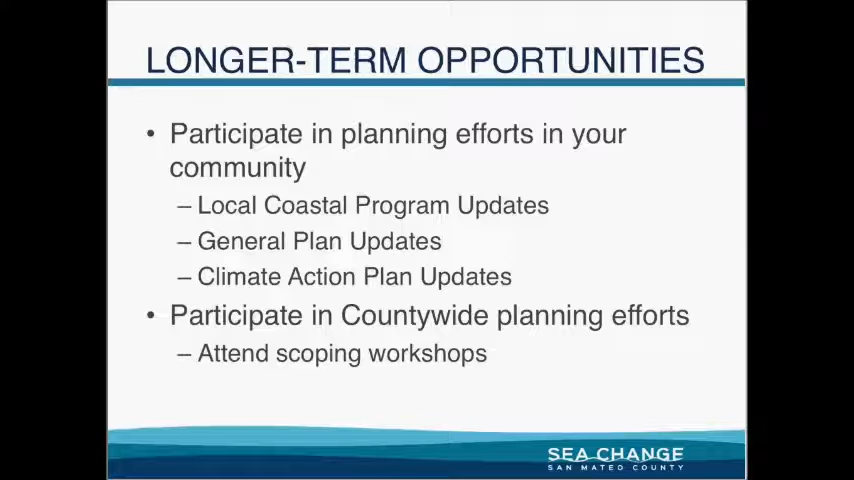 LONGER-TERM OPPORTUNITIES
• Participate in planning efforts in your
community
– Local Coastal Program Updates
– General Plan Updates
– Climate Action Plan Updates
• Participate in Countywide planning efforts
– Attend scoping workshops
SEA CHANGE
SAN MATEO COUNTY